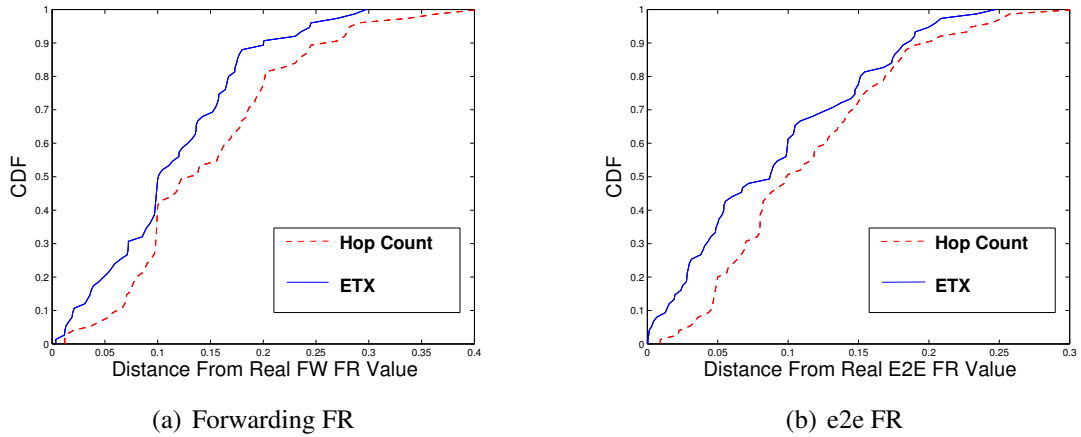 1
0.9
0.8
0.7
0.6
0.5
0.4
0.3
0.2
0.1
0
CDF
Hop Count
ETX
0 0.05 0.1 0.15 0.2 0.25 0.3 0.35 0.4
Distance From Real FW FR Value
(a) Forwarding FR
1
0.9
0.8
0.7
0.6
0.5
0.4
0.3
0.2
0.1
0
CDF
Hop Count
ETX
0 0.05 0.1 0.15 0.2 0.25 0.3
Distance From Real E2E FR Value
(b) e2e FR